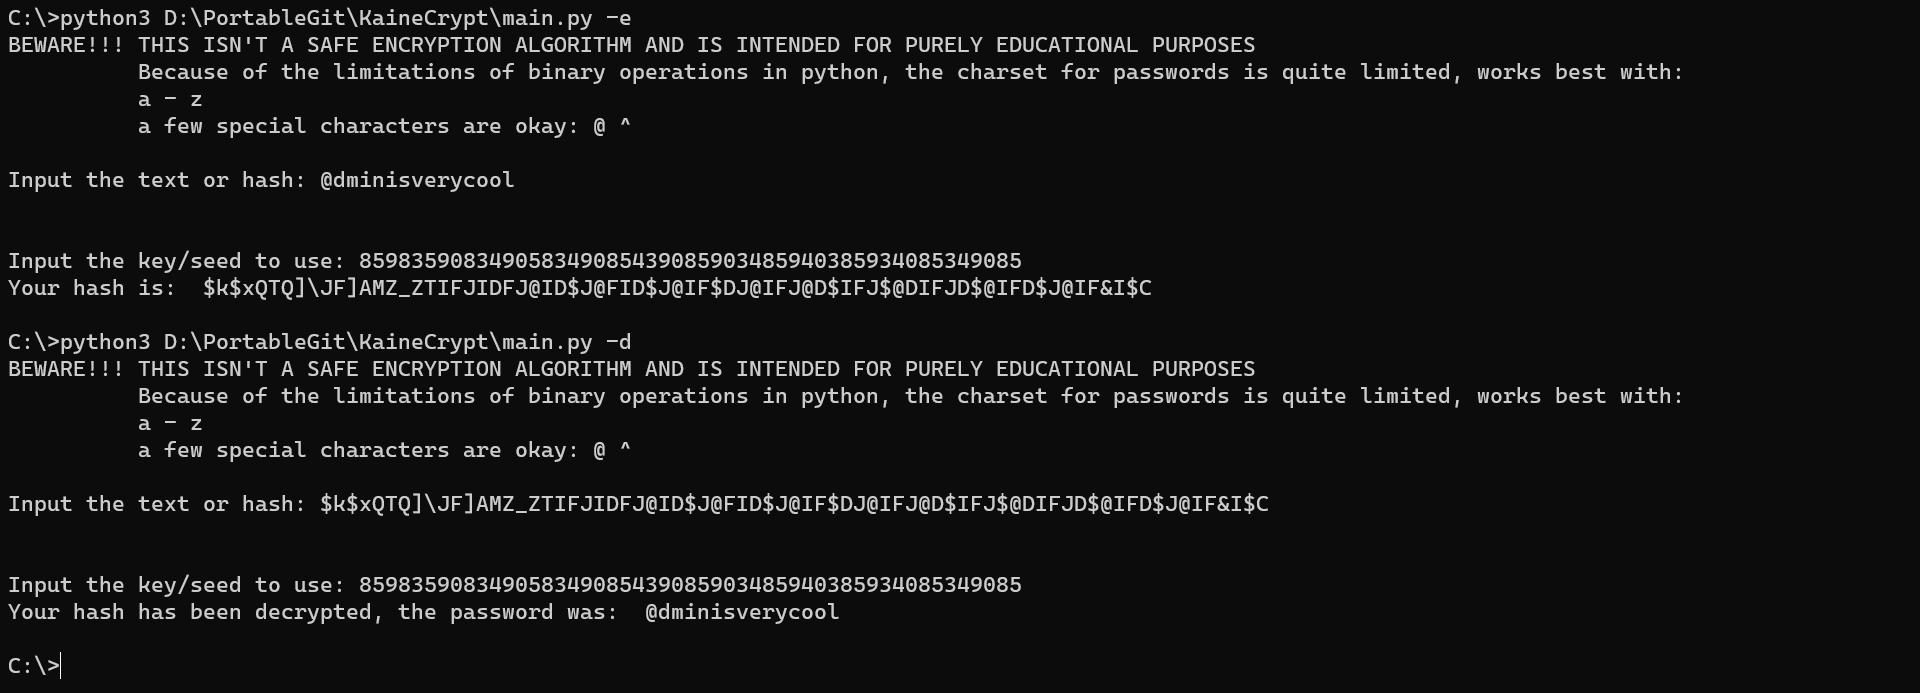 C:\>python3 D:\PortableGit\KaineCrypt\main.py -e
BEWARE!!! THIS ISN'T A SAFE ENCRYPTION ALGORITHM AND IS INTENDED FOR PURELY EDUCATIONAL PURPOSES
Because of the limitations of binary operations in python, the charset for passwords is quite limited, works best with:
a - z
a few special characters are okay: @ ^
Input the text or hash: @dminisverycool
Input the key/seed to use: 859835908349058349085439085903485940385934085349085
Your hash is:  $k$xQTQ]\JF]AMZ_ZTIFJIDFJ@ID$J@FID$J@IF$DJ@IFJ@D$IFJ$@DIFJD$@IFD$J@IF&I$C
C:\>python3 D:\PortableGit\KaineCrypt\main.py -d
BEWARE!!! THIS ISN'T A SAFE ENCRYPTION ALGORITHM AND IS INTENDED FOR PURELY EDUCATIONAL PURPOSES
Because of the limitations of binary operations in python, the charset for passwords is quite limited, works best with:
a - z
a few special characters are okay: @ ^
Input the text or hash: $k$xQTQ]\JF]AMZ_ZTIFJIDFJ@ID$J@FID$J@IF$DJ@IFJ@D$IFJ$@DIFJD$@IFD$J@IF&I$C
Input the key/seed to use: 859835908349058349085439085903485940385934085349085
Your hash has been decrypted, the password was:  @dminisverycool
C:\>